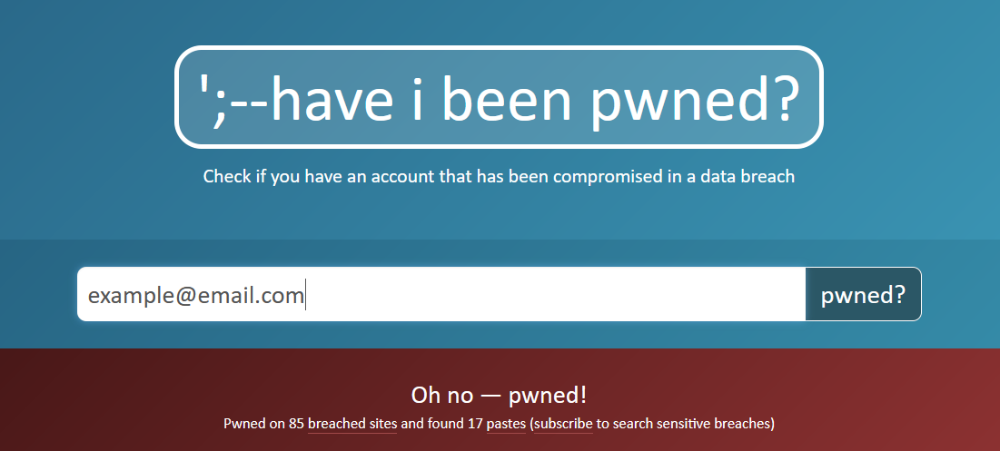 ';--have i been pwned?
Check if you have an account that has been compromised in a data breach
example@email.com
pwned?
Oh no — pwned!
Pwned on 85 breached sites and found 17 pastes (subscribe to search sensitive breaches)